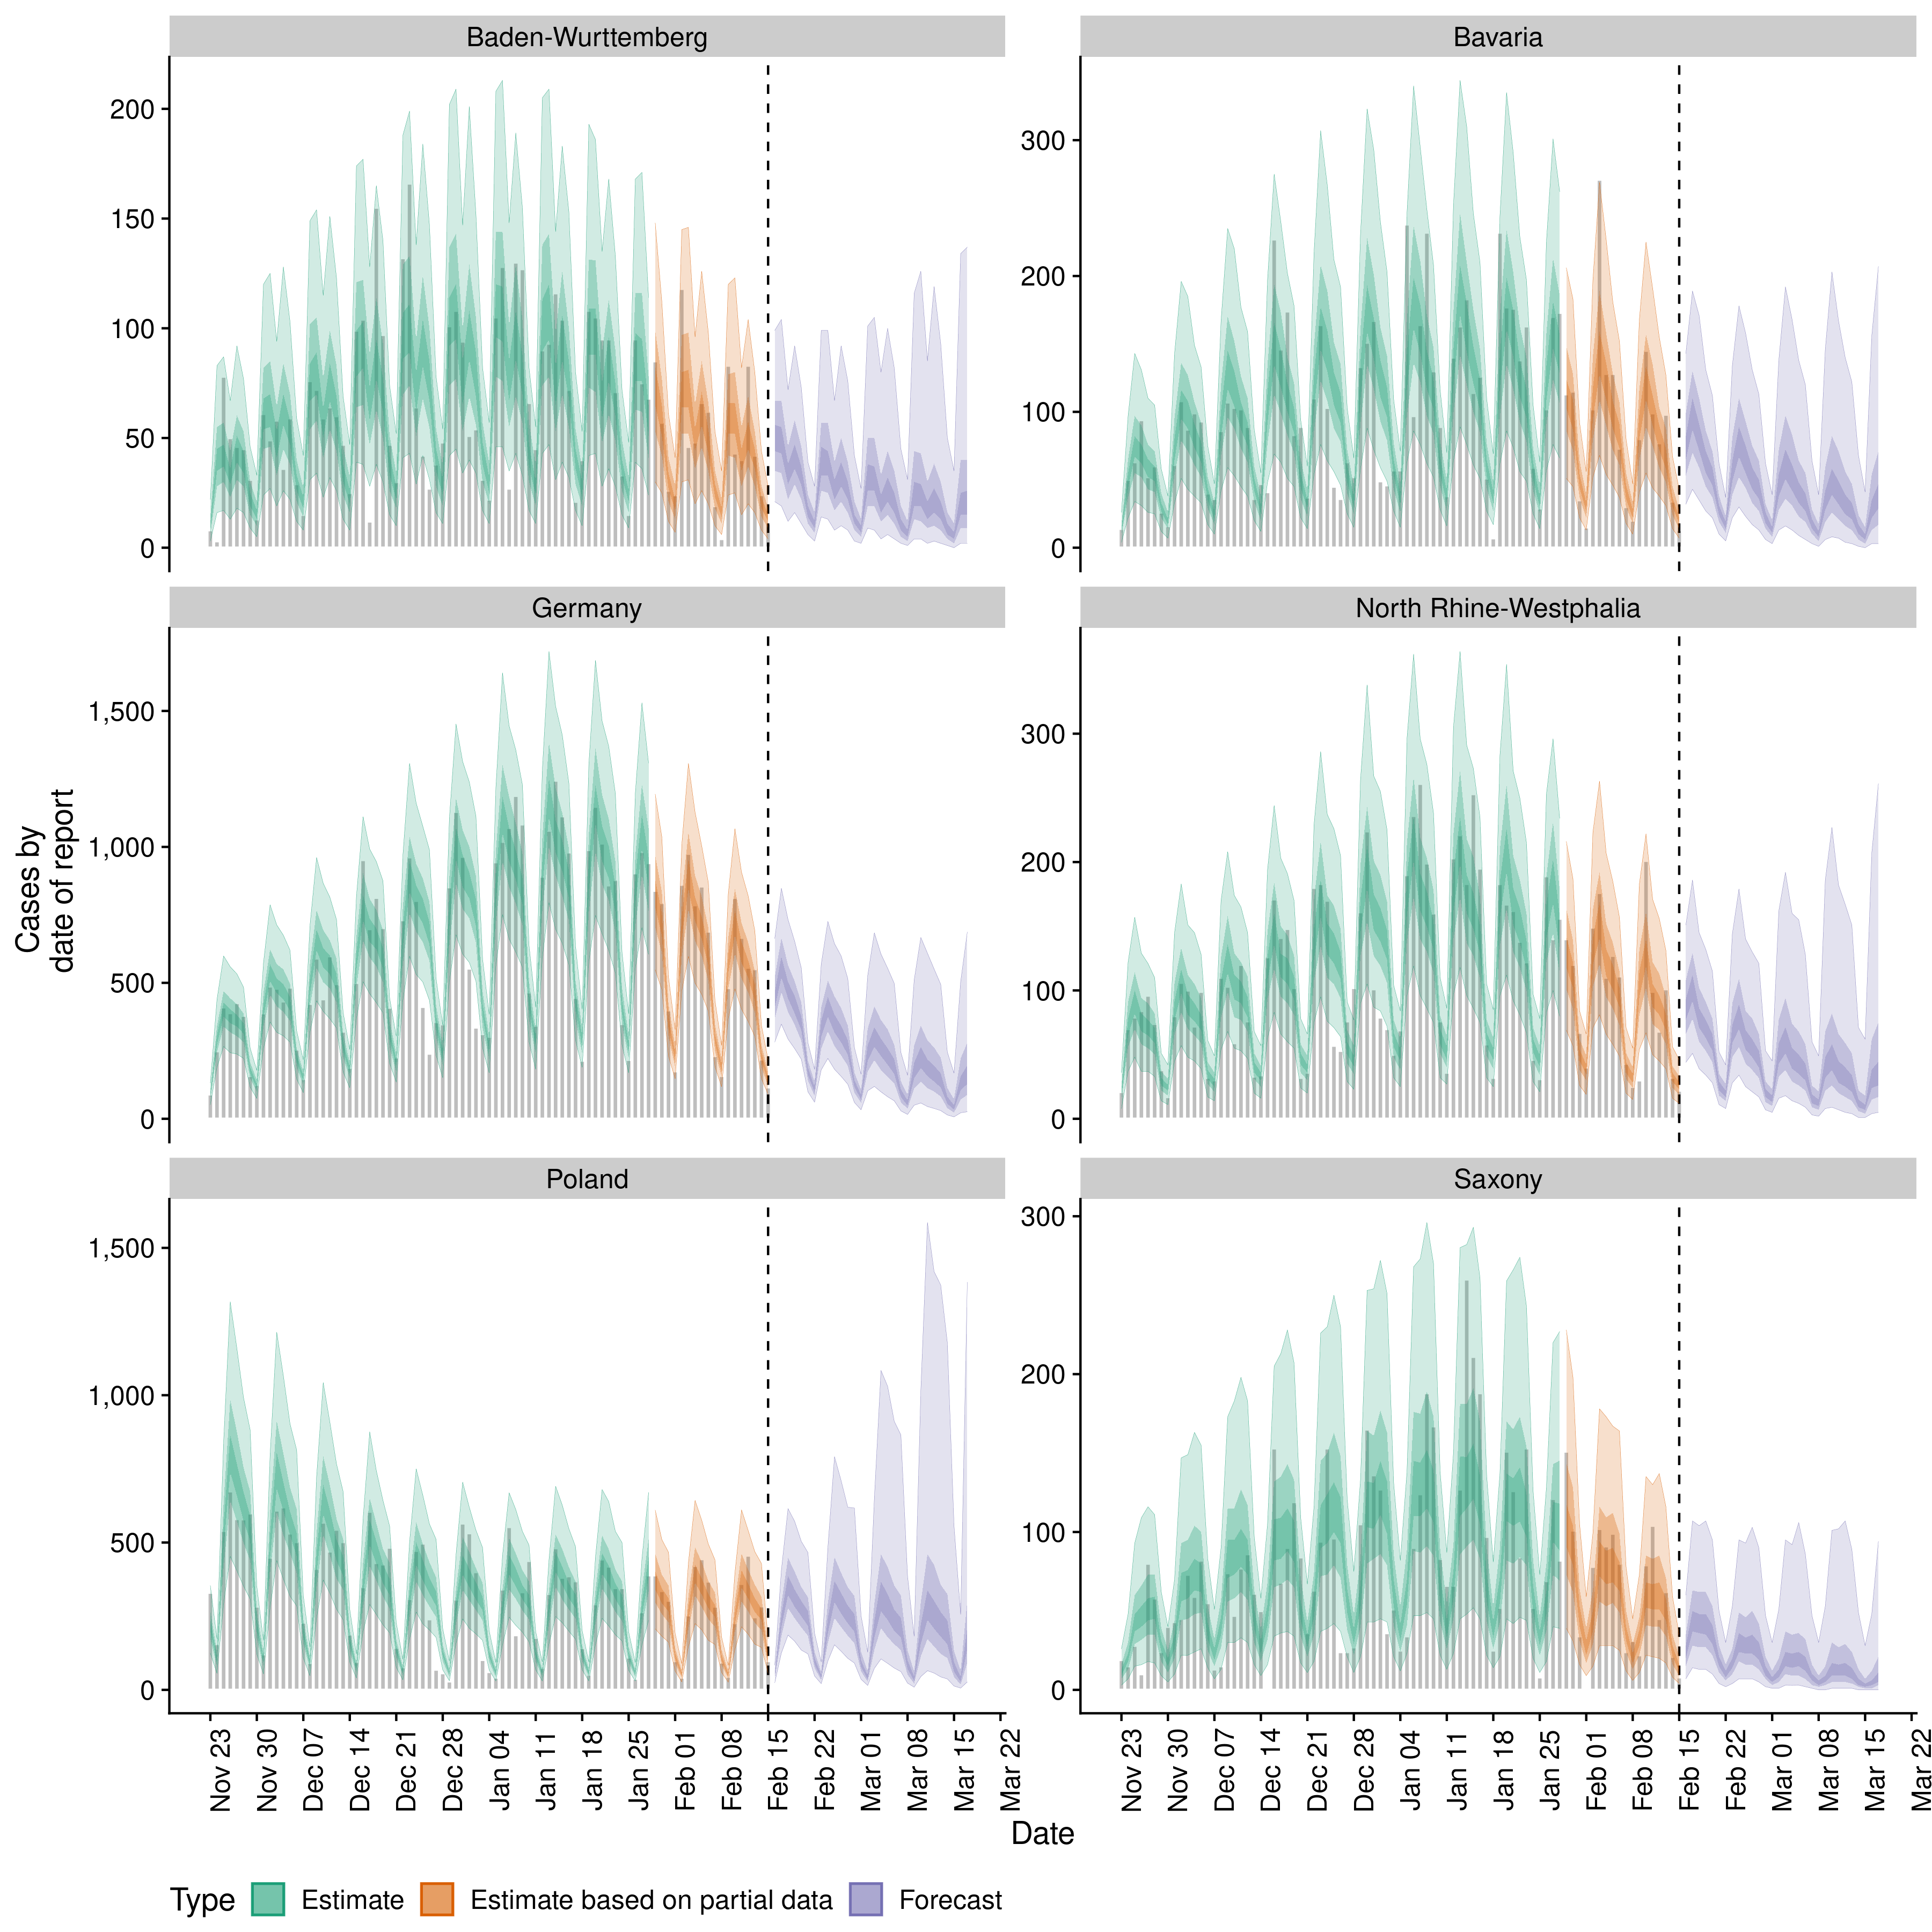 Baden-Wurttemberg
Bavaria
200
150
100
50
0
300
200
100
0
Germany
North Rhine-Westphalia
1,500
1,000
500
0
300
200
100
0
Cases by
date of report
Poland
Saxony
1,500
1,000
500
0
300
200
100
0
Nov 23
Nov 30
Dec 07
Dec 14
Dec 21
Dec 28
Jan 04
Jan 11
Jan 18
Jan 25
Feb 01
Feb 08
Feb 15
Feb 22
Mar 01
Mar 08
Mar 15
Mar 22
Nov 23
Nov 30
Dec 07
Dec 14
Dec 21
Dec 28
Jan 04
Jan 11
Jan 18
Jan 25
Feb 01
Feb 08
Feb 15
Feb 22
Mar 01
Mar 08
Mar 15
Mar 22
Date
Type Estimate Estimate based on partial data Forecast